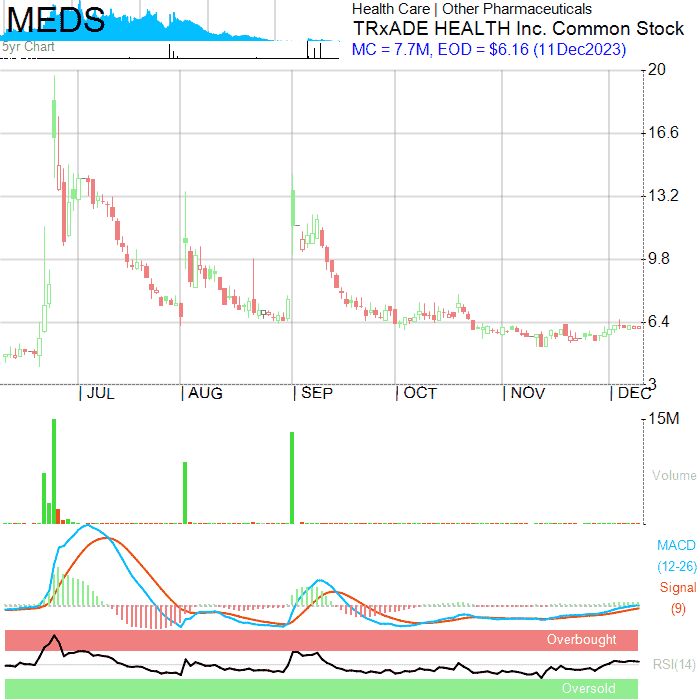 MEDS
5yr Chart
Health Care | Other Pharmaceuticals
TRxADE HEALTH Inc. Common Stock
MC = 7.7M, EOD = $6.16 (11Dec2023)
20
16.6
13.2
9.8
6.4
3
JUL AUG SEP OCT NOV DEC
15M
Volume
MACD
(12-26)
Signal
(9)
Overbought
RSI(14)
Oversold